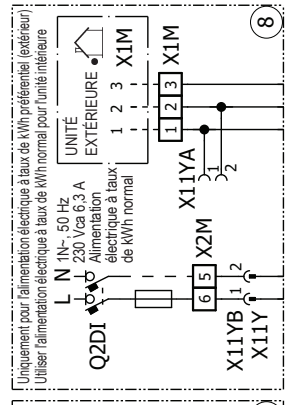 Uniquement pour l'alimentation électrique à taux de kWh préférentiel (extérieur)
Utiliser l'alimentation électrique à taux de kWh normal pour l'unité intérieure
8
L N
1N~, 50 Hz
230 Vca 6,3 A
Alimentation
électrique à taux
de kWh normal
Q2DI
6 5
X2M
1 2
X11YB
X11Y
UNITÉ
EXTÉRIEURE
X1M
1 2 3
1 2 3
X1M
X11YA
1
2